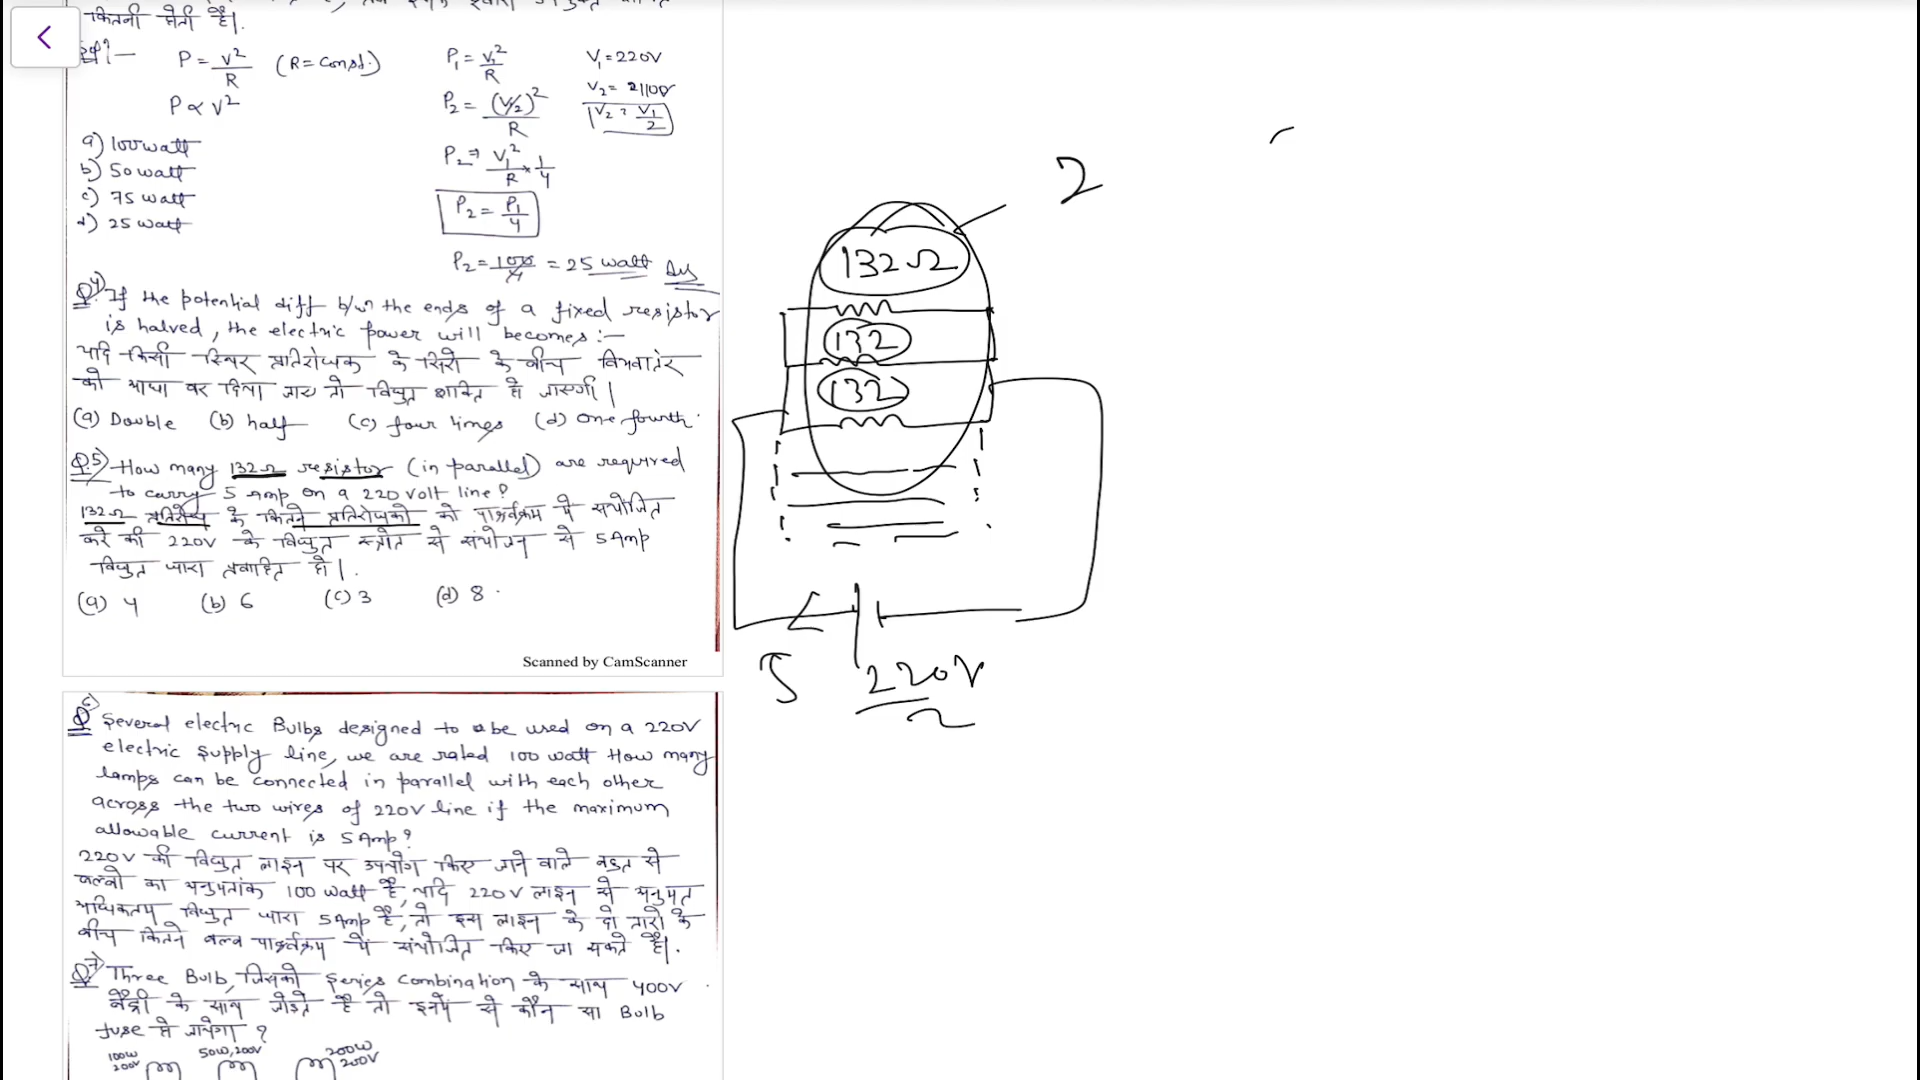 कितनी होती है।
P = V²/R (R = Const.)
P ∝ V²
a) 100 watt
b) 50 watt
c) 75 watt
d) 25 watt
P₁ = V₁²/R
P₂ = (V/2)²/R
P₂ ⇒ V₁²/R × 1/4
P₂ = P₁/4
P₂ = 100/4 = 25 watt Ans
V₁ = 220V
V₂ = 110V
V₂ = V₁/2
Q.4) If the potential diff b/w the ends of a fixed resistor
is halved, the electric power will becomes:—
यदि किसी स्थिर प्रतिरोधक के सिरो के बीच विभवांतर
को आधा कर दिया जाए तो विद्युत शक्ति हो जाएगी।
(a) Double (b) half (c) four times (d) One fourth.
Q.5) How many 132Ω resistor (in parallel) are required
to carry 5 Amp on a 220 volt line?
132Ω प्रतिरोध के कितने प्रतिरोधको को पार्श्वक्रम में संयोजित
करे की 220V के विद्युत स्त्रोत से संयोजन से 5 Amp
विद्युत धारा प्रवाहित हो।
(a) 4 (b) 6 (c) 3 (d) 8
Scanned by CamScanner
Q6) Several electric Bulbs designed to be used on a 220V
electric supply line, we are rated 100 watt How many
lamps can be connected in parallel with each other
across the two wires of 220V line if the maximum
allowable current is 5 Amp?
220V की विद्युत लाइन पर उपयोग किए जाने वाले बहुत से
बल्बो का अनुमतांक 100 watt है, यदि 220V लाइन से अनुमत
अधिकतम विद्युत धारा 5 Amp है, तो इस लाइन के दो तारो के
बीच कितने बल्ब पार्श्वक्रम में संयोजित किए जा सकते है।.
Q.7) Three Bulb, जिसको Series Combination के साथ 400V
बैट्री के साथ जोड़ते है तो इनमे से कौन सा Bulb
fuse हो जायेगा ?
100W 200V
50W, 200V
200W 200V
2
132Ω
132
132
5
220V